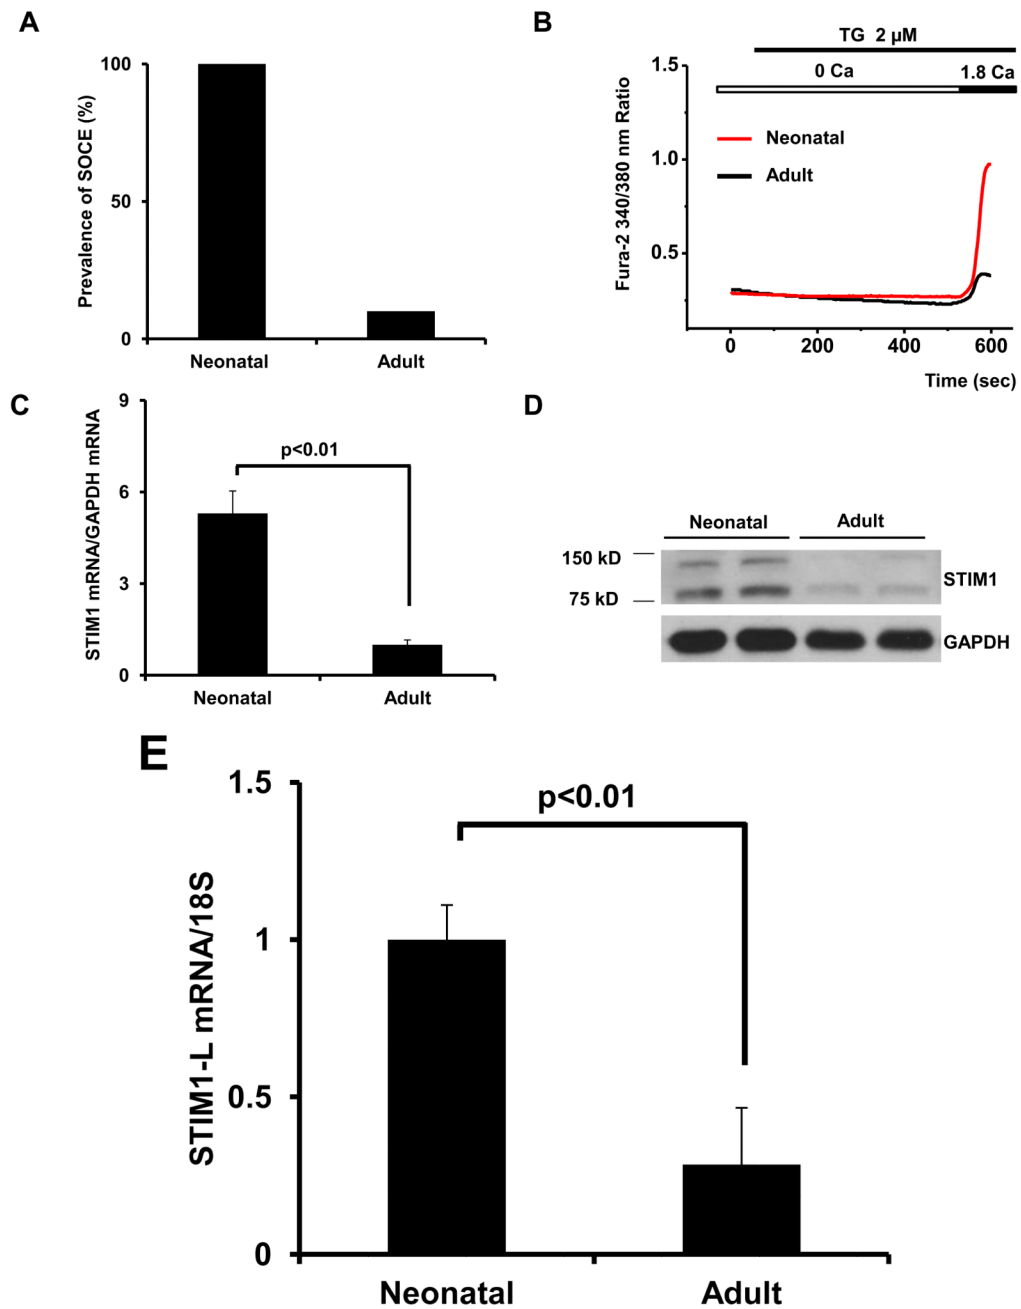 A
Prevalence of SOCE (%)
100
50
0
Neonatal
Adult
B
TG 2 µM
0 Ca
1.8 Ca
Fura-2 340/380 nm Ratio
1.5
1.0
0.5
Neonatal
Adult
0
200
400
600
Time (sec)
C
STIM1 mRNA/GAPDH mRNA
9
6
3
0
p<0.01
Neonatal
Adult
D
Neonatal
Adult
150 kD
75 kD
STIM1
GAPDH
E
STIM1-L mRNA/18S
1.5
1
0.5
0
p<0.01
Neonatal
Adult